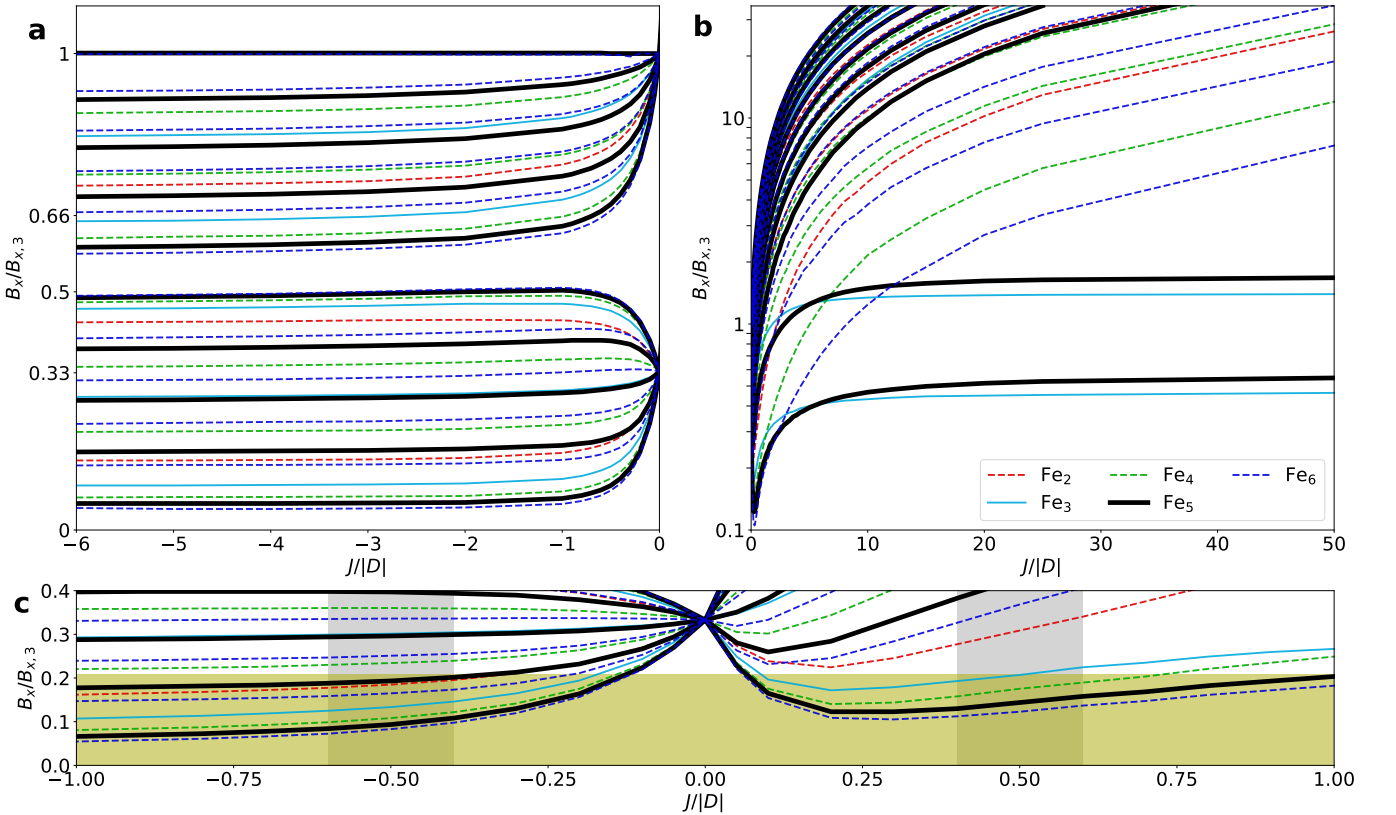 a
1
0.66
0.5
0.33
0
B_x/B_{x, 3}
−6
−5
−4
−3
−2
−1
0
J/|D|
b
10
1
0.1
B_x/B_{x, 3}
0
10
20
30
40
50
J/|D|
Fe₂
Fe₃
Fe₄
Fe₅
Fe₆
c
0.4
0.3
0.2
0.1
0.0
B_x/B_{x, 3}
−1.00
−0.75
−0.50
−0.25
0.00
0.25
0.50
0.75
1.00
J/|D|